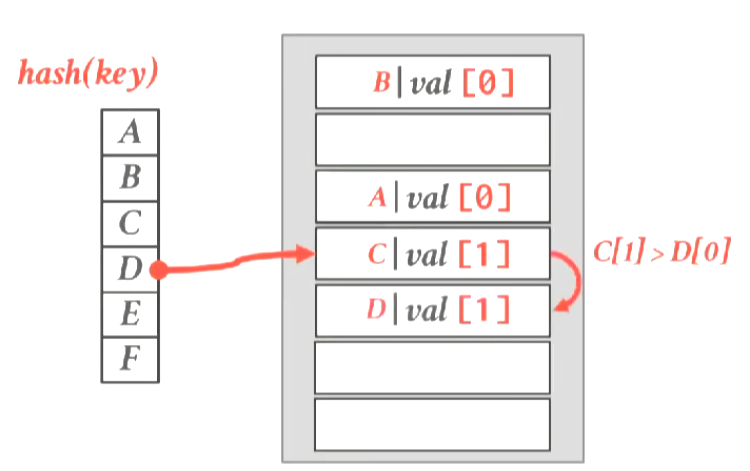 hash(key)
A
B
C
D
E
F
B|val [0]
A|val [0]
C|val [1]
C[1]>D[0]
D|val [1]